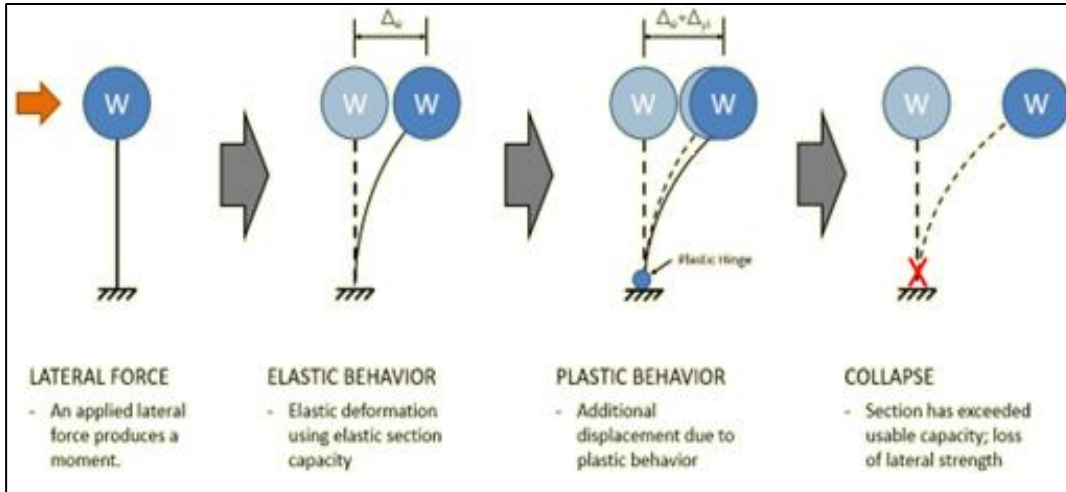 Δe
Δe+Δyi
W
W
W
W
W
W
W
Plastic Hinge
X
LATERAL FORCE
- An applied lateral
force produces a
moment.
ELASTIC BEHAVIOR
- Elastic deformation
using elastic section
capacity
PLASTIC BEHAVIOR
- Additional
displacement due to
plastic behavior
COLLAPSE
- Section has exceeded
usable capacity; loss
of lateral strength